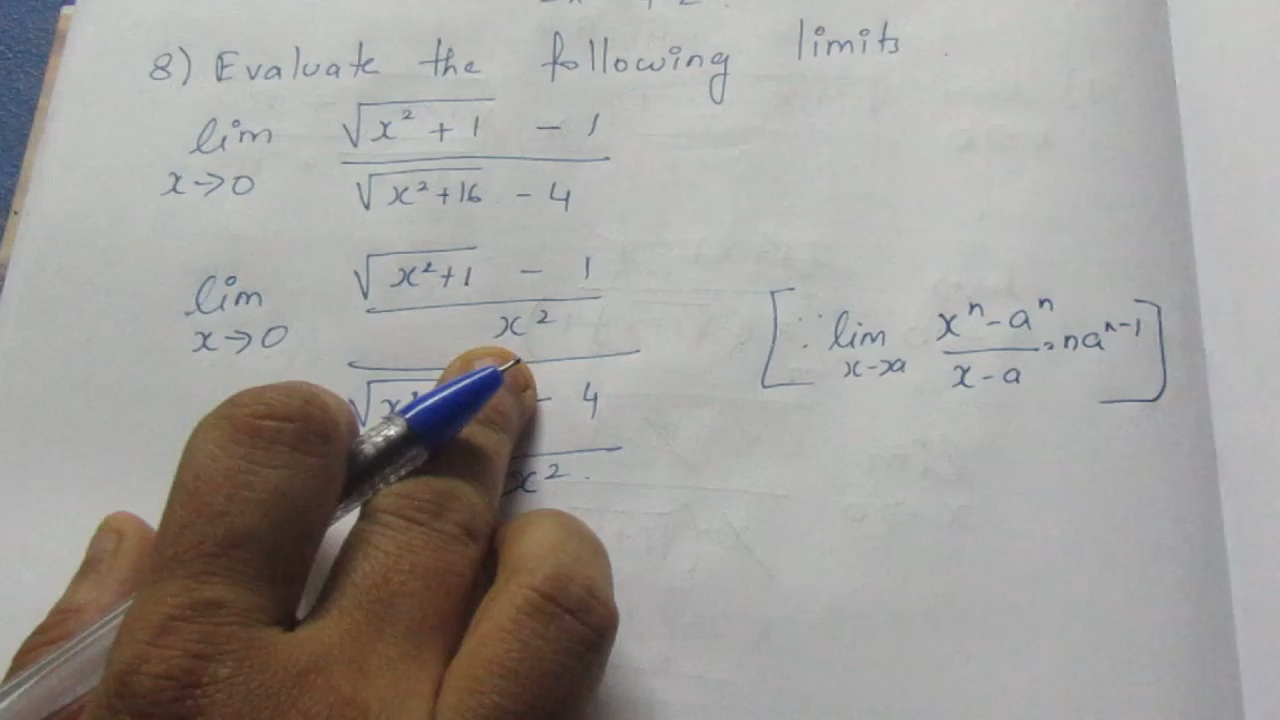 8) Evaluate the following limits
lim x→0 (√(x² + 1) - 1) / (√(x²+16) - 4)
lim x→0 ((√(x²+1) - 1) / x²) / ((√x² - 4) / x²)
[∵ lim x→a (xⁿ - aⁿ) / (x - a) = naⁿ⁻¹]